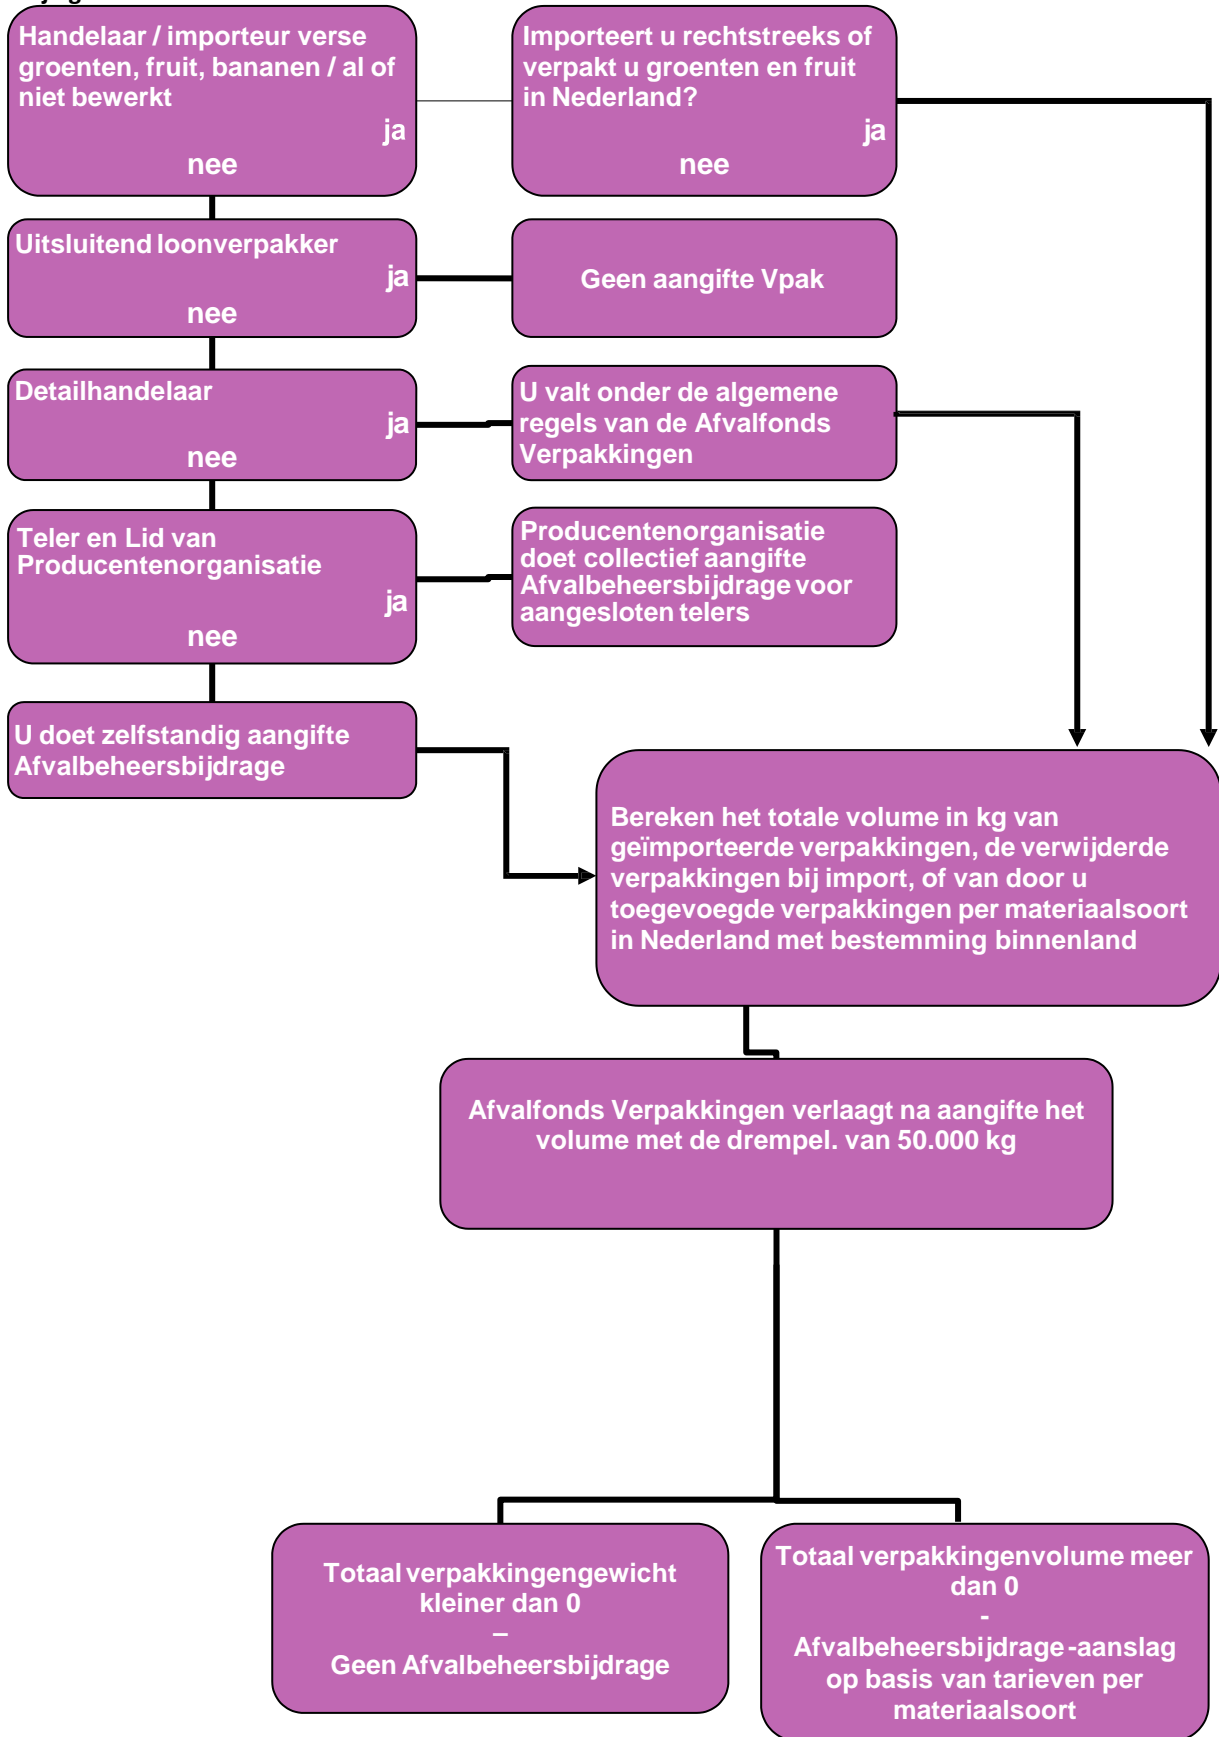 Handelaar / importeur verse
groenten, fruit, bananen / al of
niet bewerkt
ja
nee
Importeert u rechtstreeks of
verpakt u groenten en fruit
in Nederland?
ja
nee
Uitsluitend loonverpakker
ja
nee
Geen aangifte Vpak
Detailhandelaar
ja
nee
U valt onder de algemene
regels van de Afvalfonds
Verpakkingen
Teler en Lid van
Producentenorganisatie
ja
nee
Producentenorganisatie
doet collectief aangifte
Afvalbeheersbijdrage voor
aangesloten telers
U doet zelfstandig aangifte
Afvalbeheersbijdrage
Bereken het totale volume in kg van
geïmporteerde verpakkingen, de verwijderde
verpakkingen bij import, of van door u
toegevoegde verpakkingen per materiaalsoort
in Nederland met bestemming binnenland
Afvalfonds Verpakkingen verlaagt na aangifte het
volume met de drempel. van 50.000 kg
Totaal verpakkingengewicht
kleiner dan 0
–
Geen Afvalbeheersbijdrage
Totaal verpakkingenvolume meer
dan 0
-
Afvalbeheersbijdrage-aanslag
op basis van tarieven per
materiaalsoort